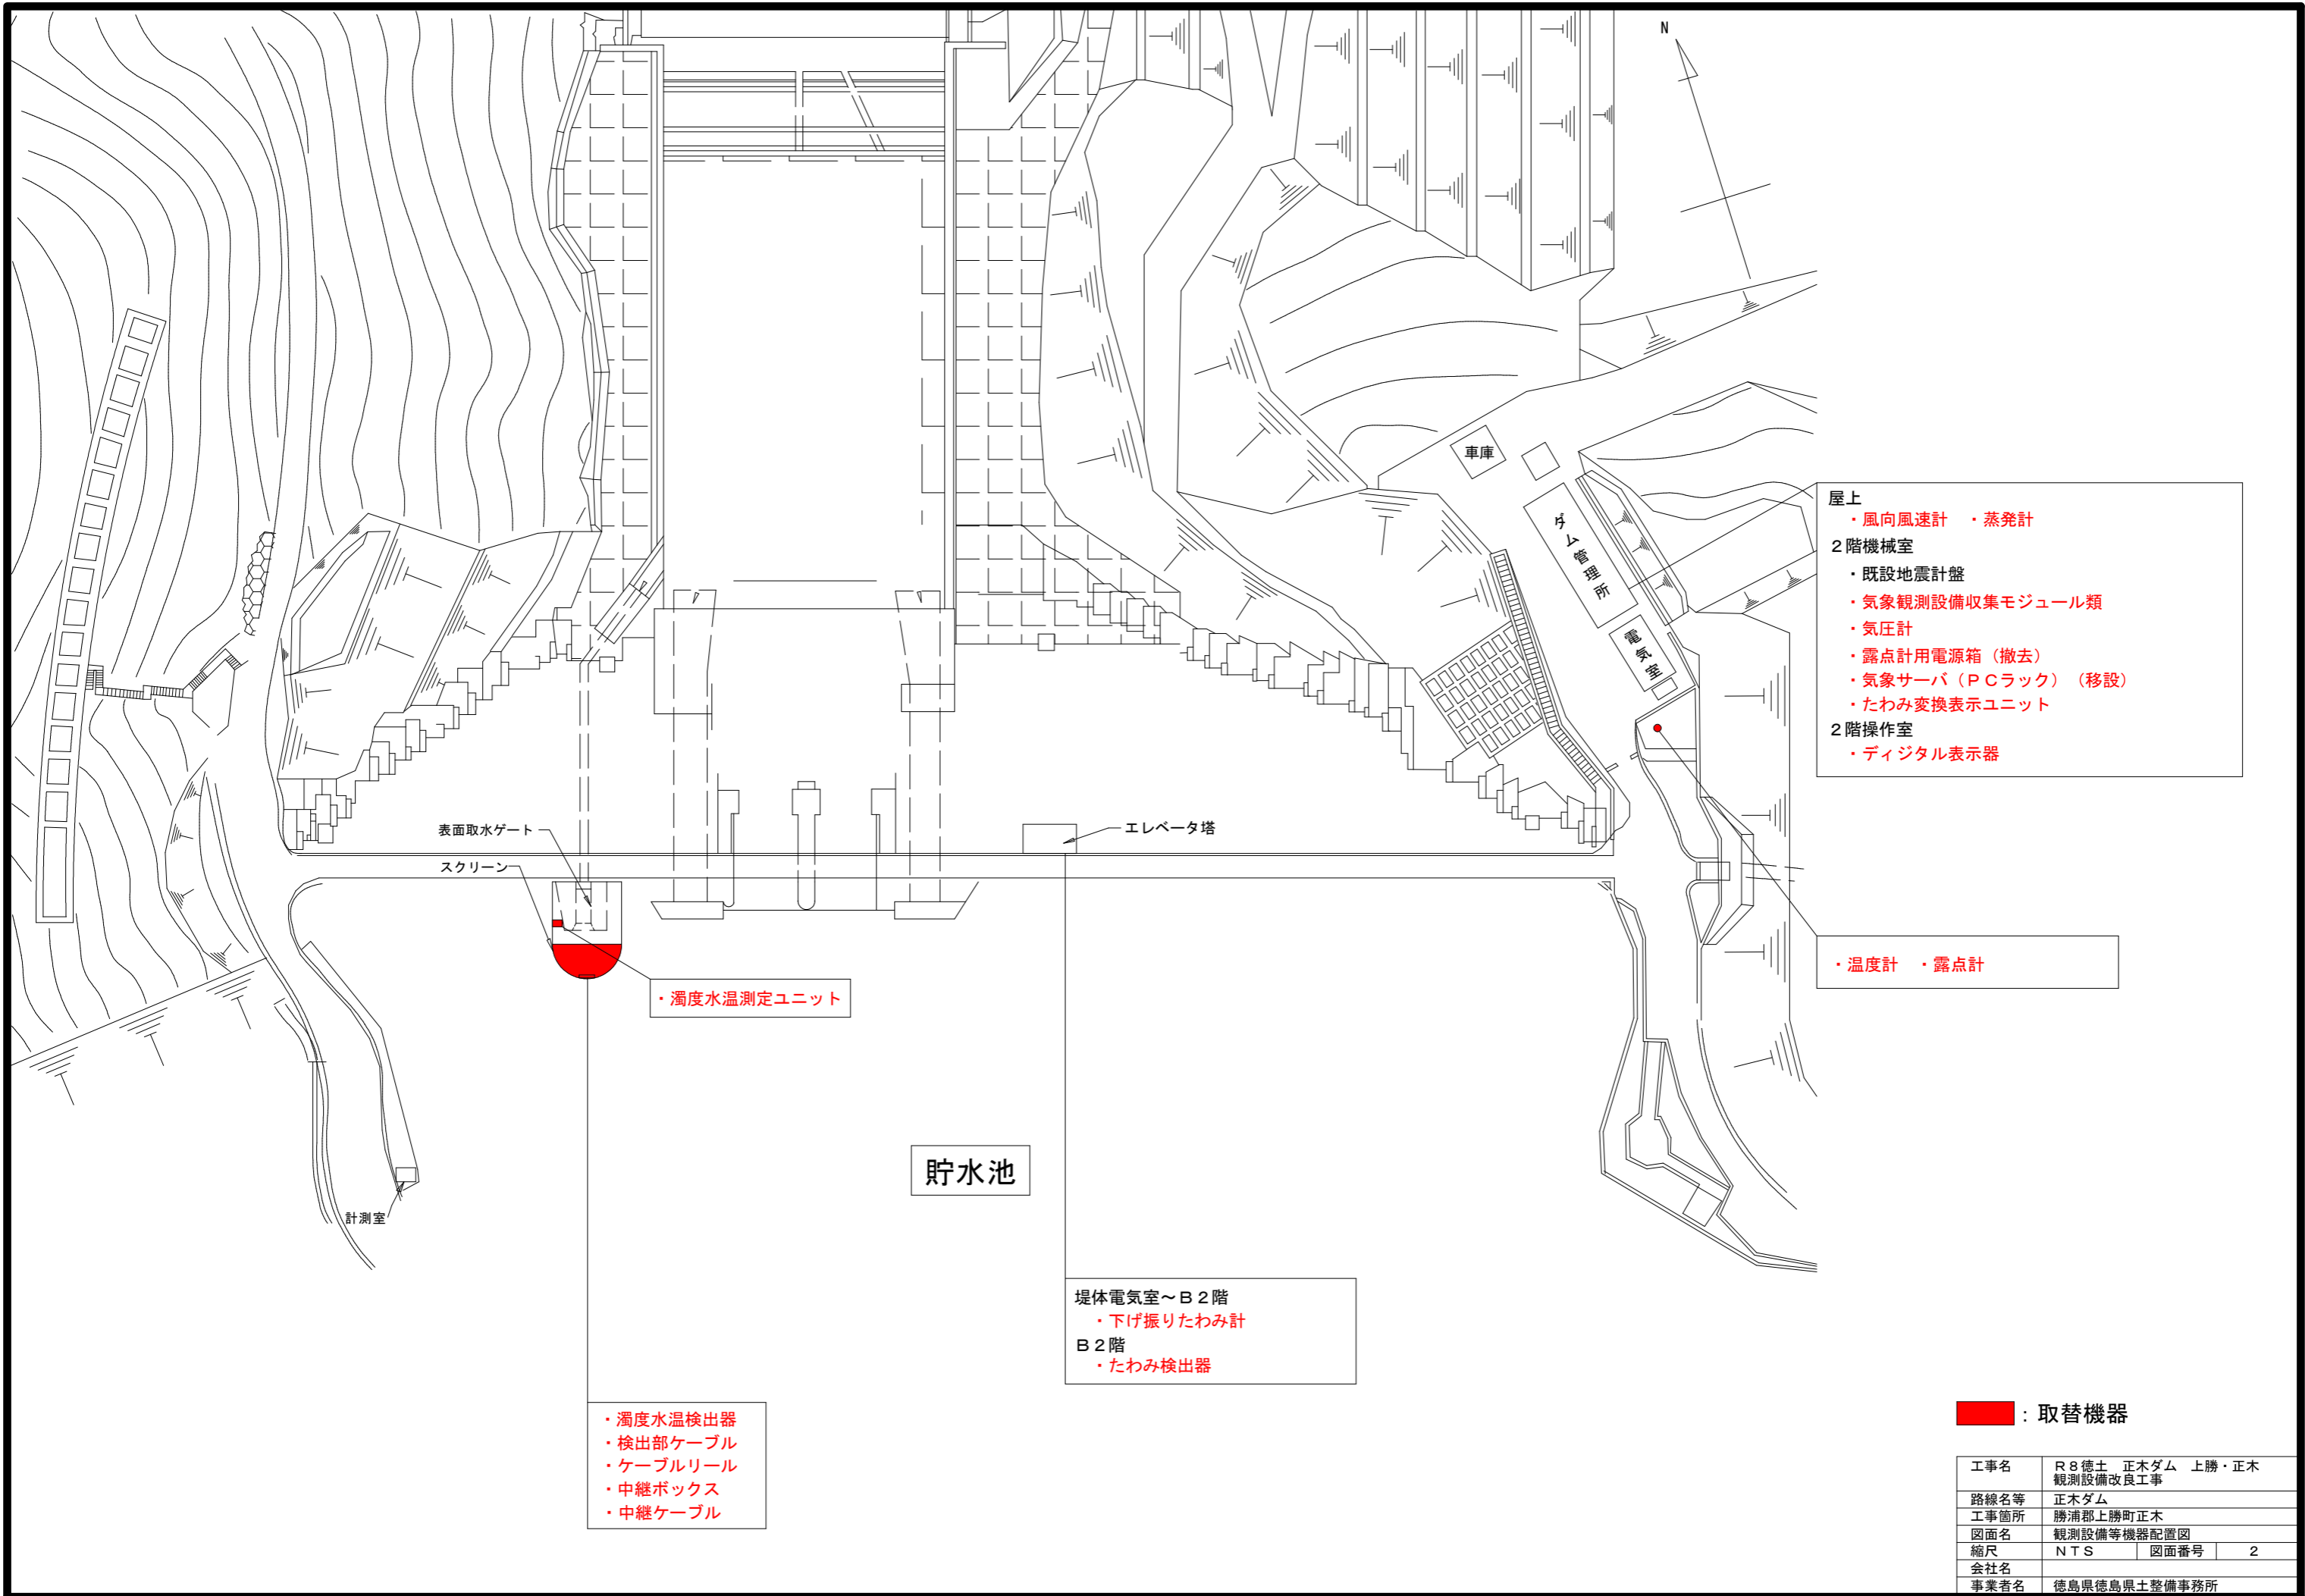 N
車庫
ダム管理所
電気室
屋上
・風向風速計　・蒸発計
２階機械室
・既設地震計盤
・気象観測設備収集モジュール類
・気圧計
・露点計用電源箱（撤去）
・気象サーバ（ＰＣラック）（移設）
・たわみ変換表示ユニット
２階操作室
・ディジタル表示器
表面取水ゲート
スクリーン
エレベータ塔
・温度計　・露点計
・濁度水温測定ユニット
貯水池
計測室
堤体電気室～Ｂ２階
・下げ振りたわみ計
Ｂ２階
・たわみ検出器
・濁度水温検出器
・検出部ケーブル
・ケーブルリール
・中継ボックス
・中継ケーブル
：取替機器
工事名　Ｒ８徳土　正木ダム　上勝・正木
観測設備改良工事
路線名等　正木ダム
工事箇所　勝浦郡上勝町正木
図面名　観測設備等機器配置図
縮尺　ＮＴＳ　図面番号　２
会社名
事業者名　徳島県徳島県土整備事務所